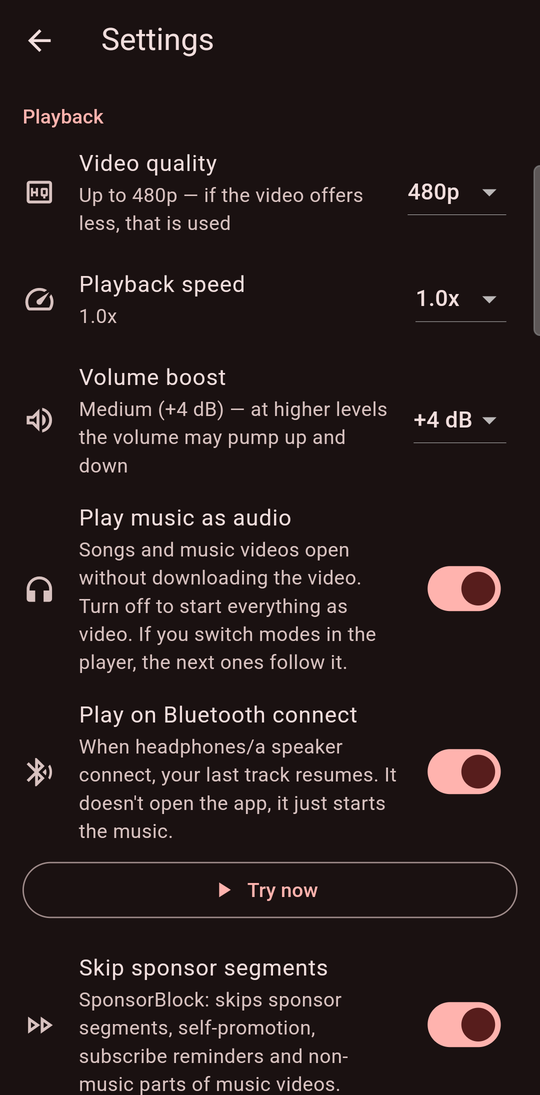 Settings
Playback
HQ
Video quality
Up to 480p — if the video offers
less, that is used
480p
Playback speed
1.0x
1.0x
Volume boost
Medium (+4 dB) — at higher levels
the volume may pump up and
down
+4 dB
Play music as audio
Songs and music videos open
without downloading the video.
Turn off to start everything as
video. If you switch modes in the
player, the next ones follow it.
Play on Bluetooth connect
When headphones/a speaker
connect, your last track resumes. It
doesn't open the app, it just starts
the music.
Try now
Skip sponsor segments
SponsorBlock: skips sponsor
segments, self-promotion,
subscribe reminders and non-
music parts of music videos.